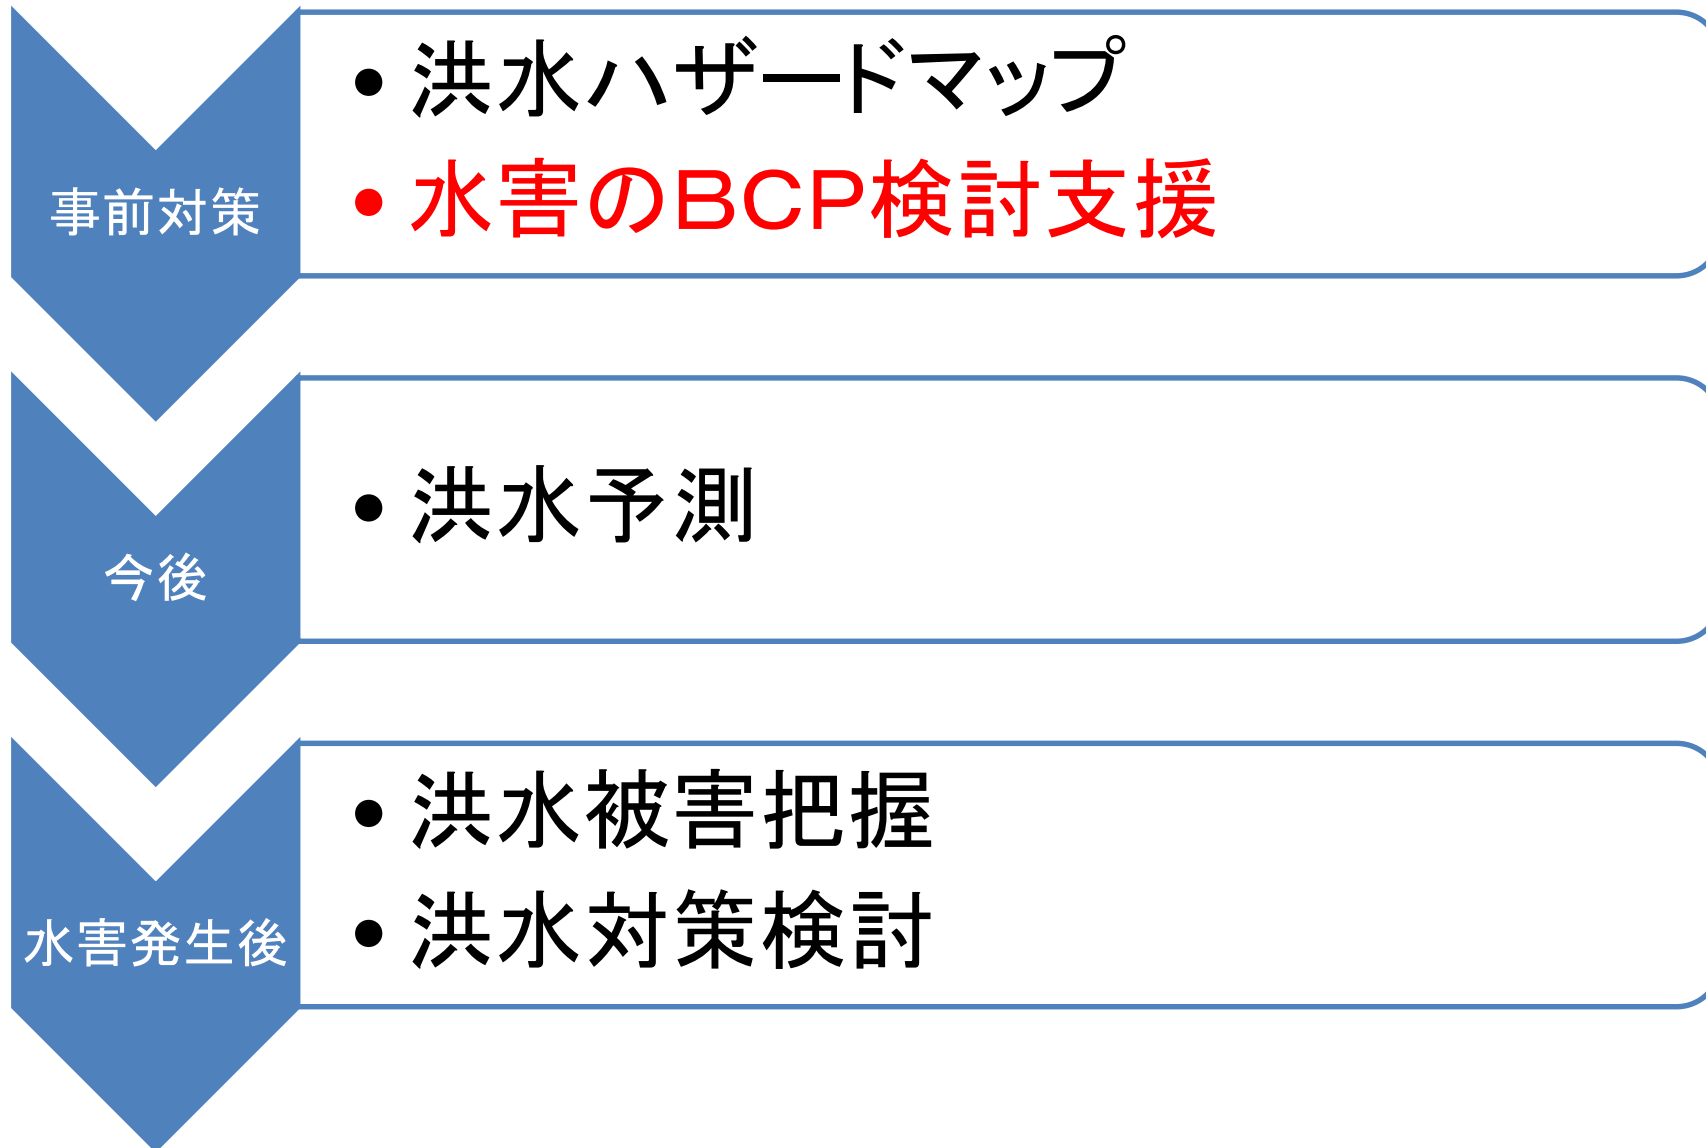 事前対策
• 洪水ハザードマップ
• 水害のBCP検討支援
今後
• 洪水予測
水害発生後
• 洪水被害把握
• 洪水対策検討